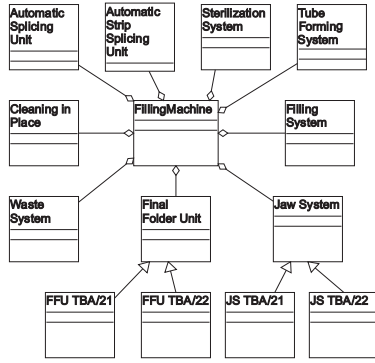 Automatic
Splicing
Unit
Automatic
Strip
Splicing
Unit
Sterilization
System
Tube
Forming
System
Cleaning in
Place
FillingMachine
Filling
System
Waste
System
Final
Folder Unit
Jaw System
FFU TBA/21
FFU TBA/22
JS TBA/21
JS TBA/22